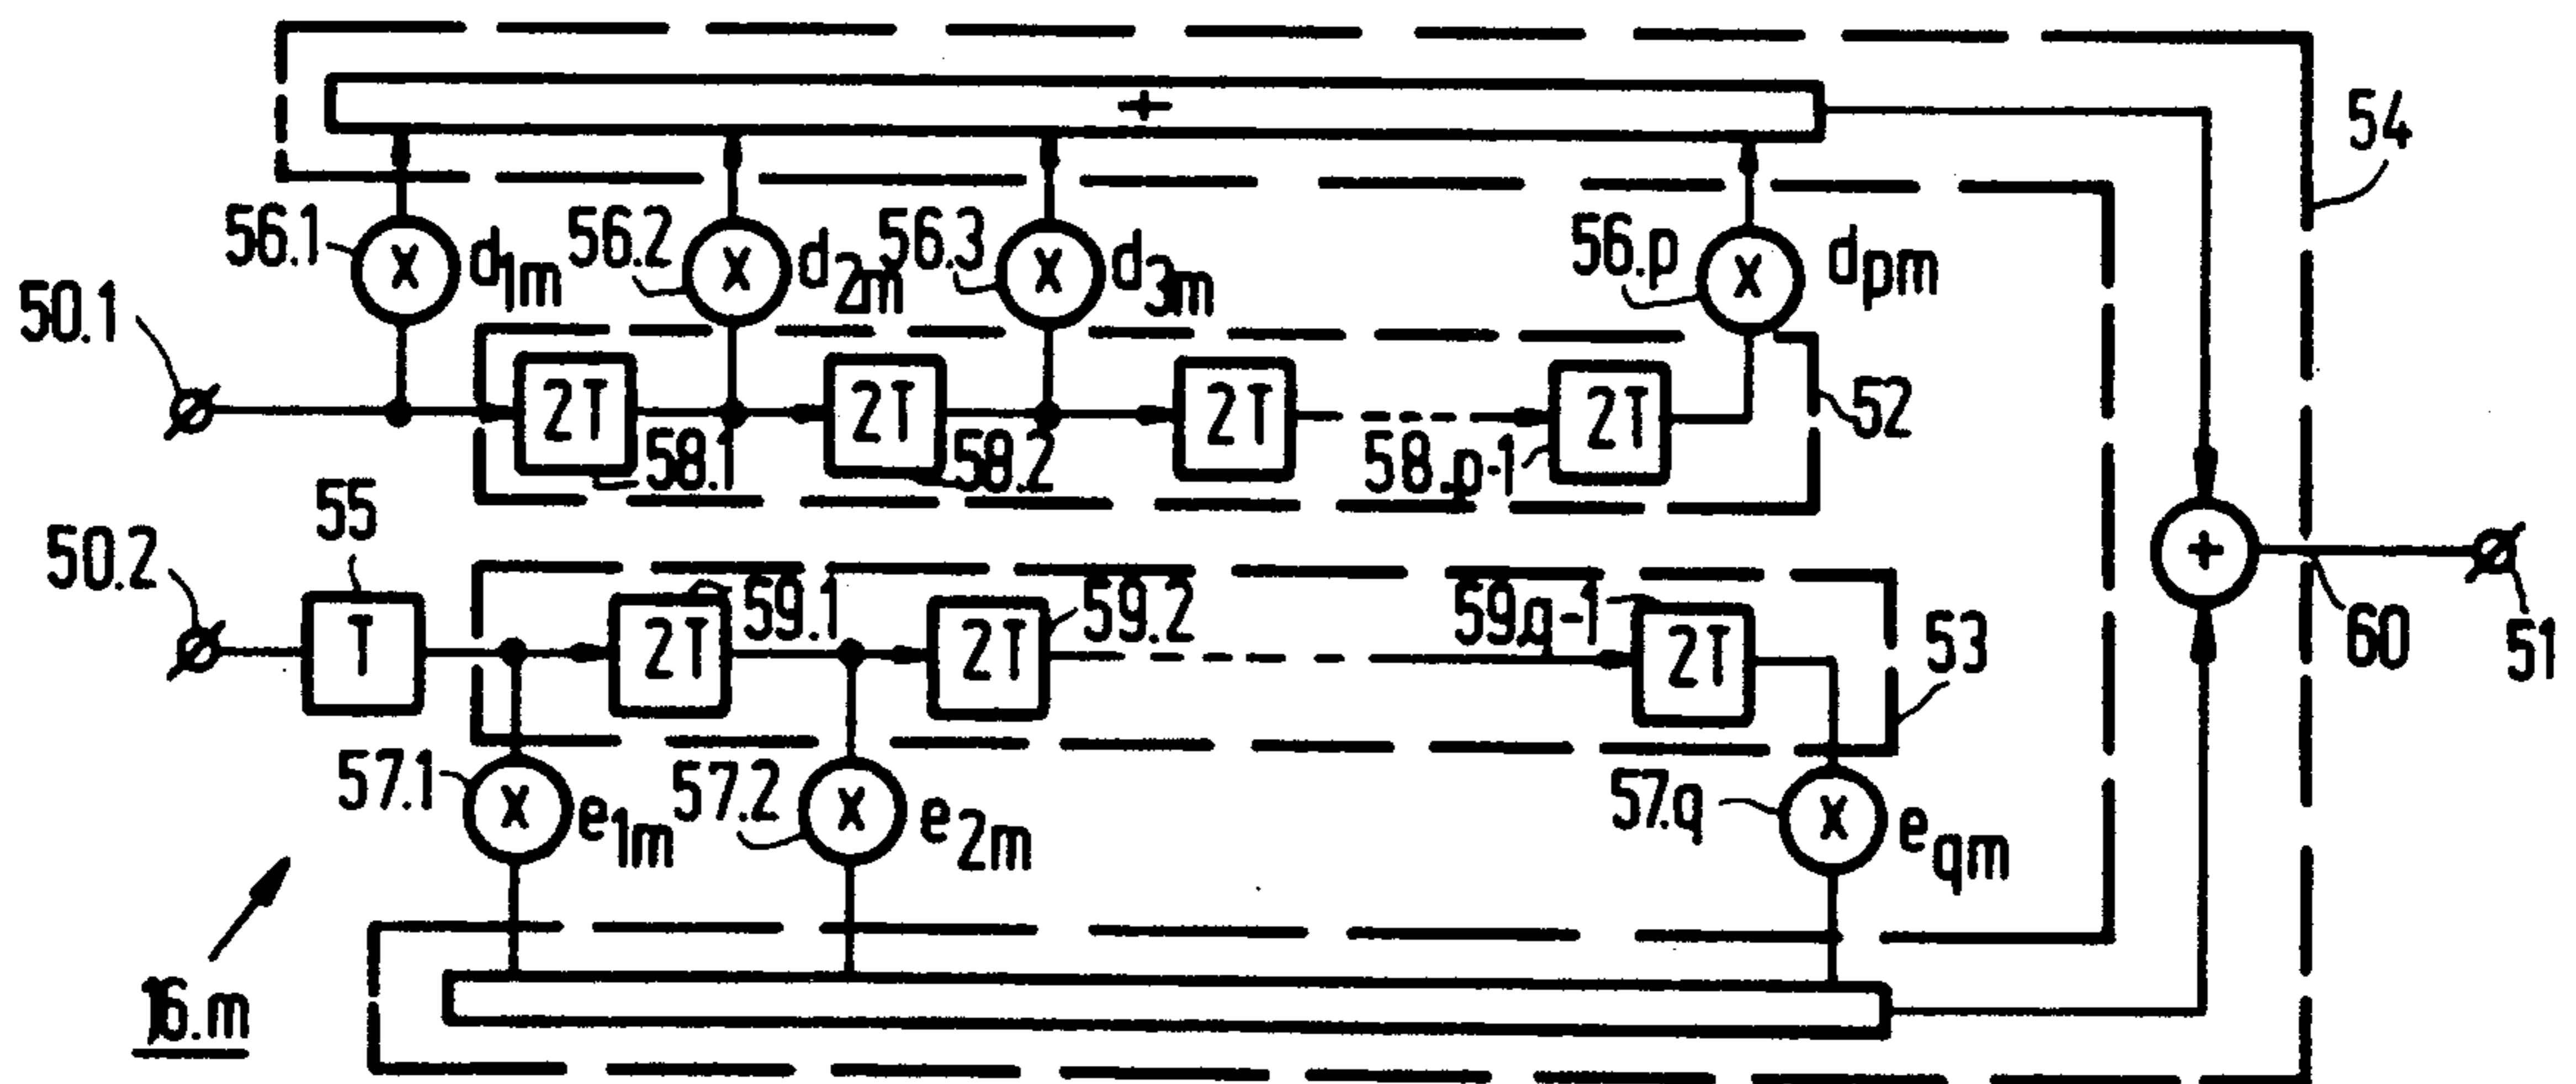 +
54
56.1
X
d1m
56.2
X
d2m
56.3
X
d3m
56.p
X
dpm
50.1
2T
58.1
2T
58.2
2T
58.p-1
2T
52
50.2
55
T
59.1
2T
59.2
2T
59.q-1
2T
53
+
60
51
57.1
X
e1m
57.2
X
e2m
57.q
X
eqm
16.m